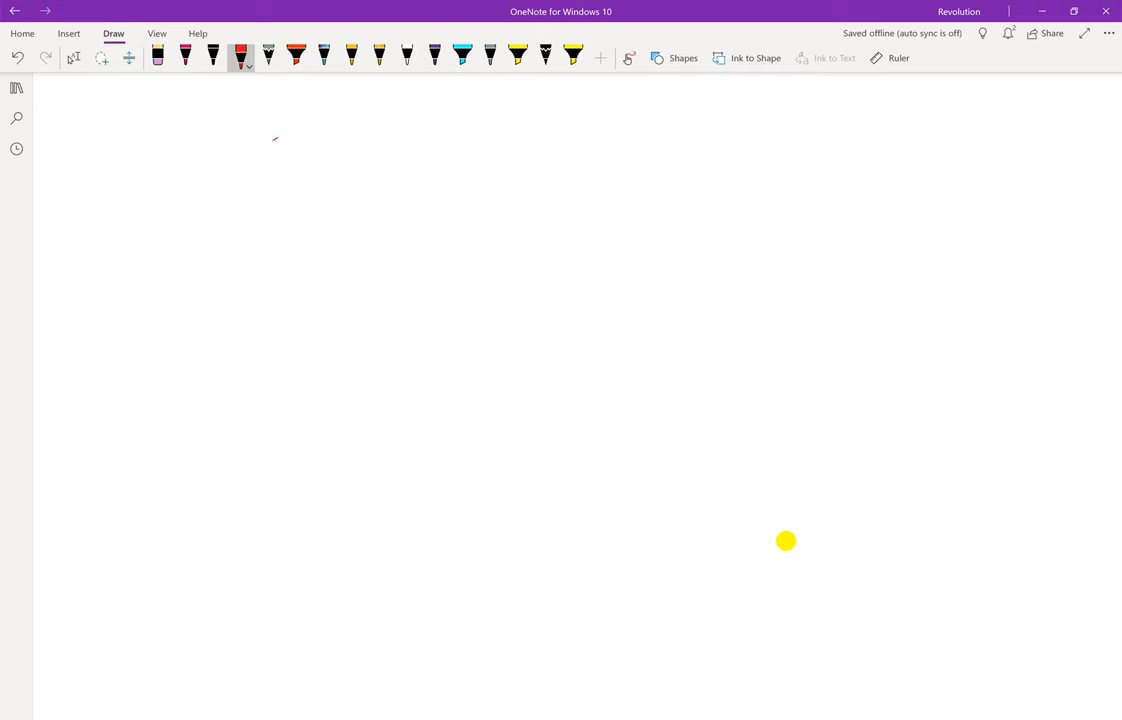 OneNote for Windows 10
Revolution
Home Insert Draw View Help
Saved offline (auto sync is off) 2 Share
Shapes Ink to Shape Ink to Text Ruler